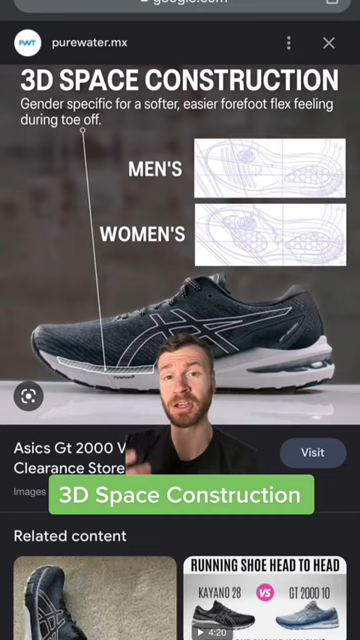 google.com
PWT
purewater.mx
3D SPACE CONSTRUCTION
Gender specific for a softer, easier forefoot flex feeling
during toe off.
MEN'S
WOMEN'S
Asics Gt 2000 V
Clearance Store
Visit
Images
3D Space Construction
Related content
RUNNING SHOE HEAD TO HEAD
KAYANO 28
VS
GT 2000 10
4:20